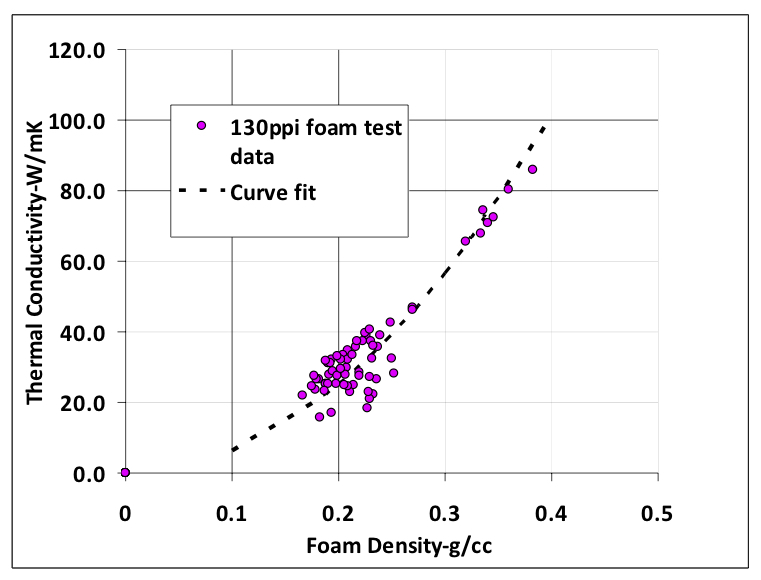 120.0
100.0
80.0
60.0
40.0
20.0
0.0
Thermal Conductivity-W/mK
130ppi foam test
data
Curve fit
0 0.1 0.2 0.3 0.4 0.5
Foam Density-g/cc